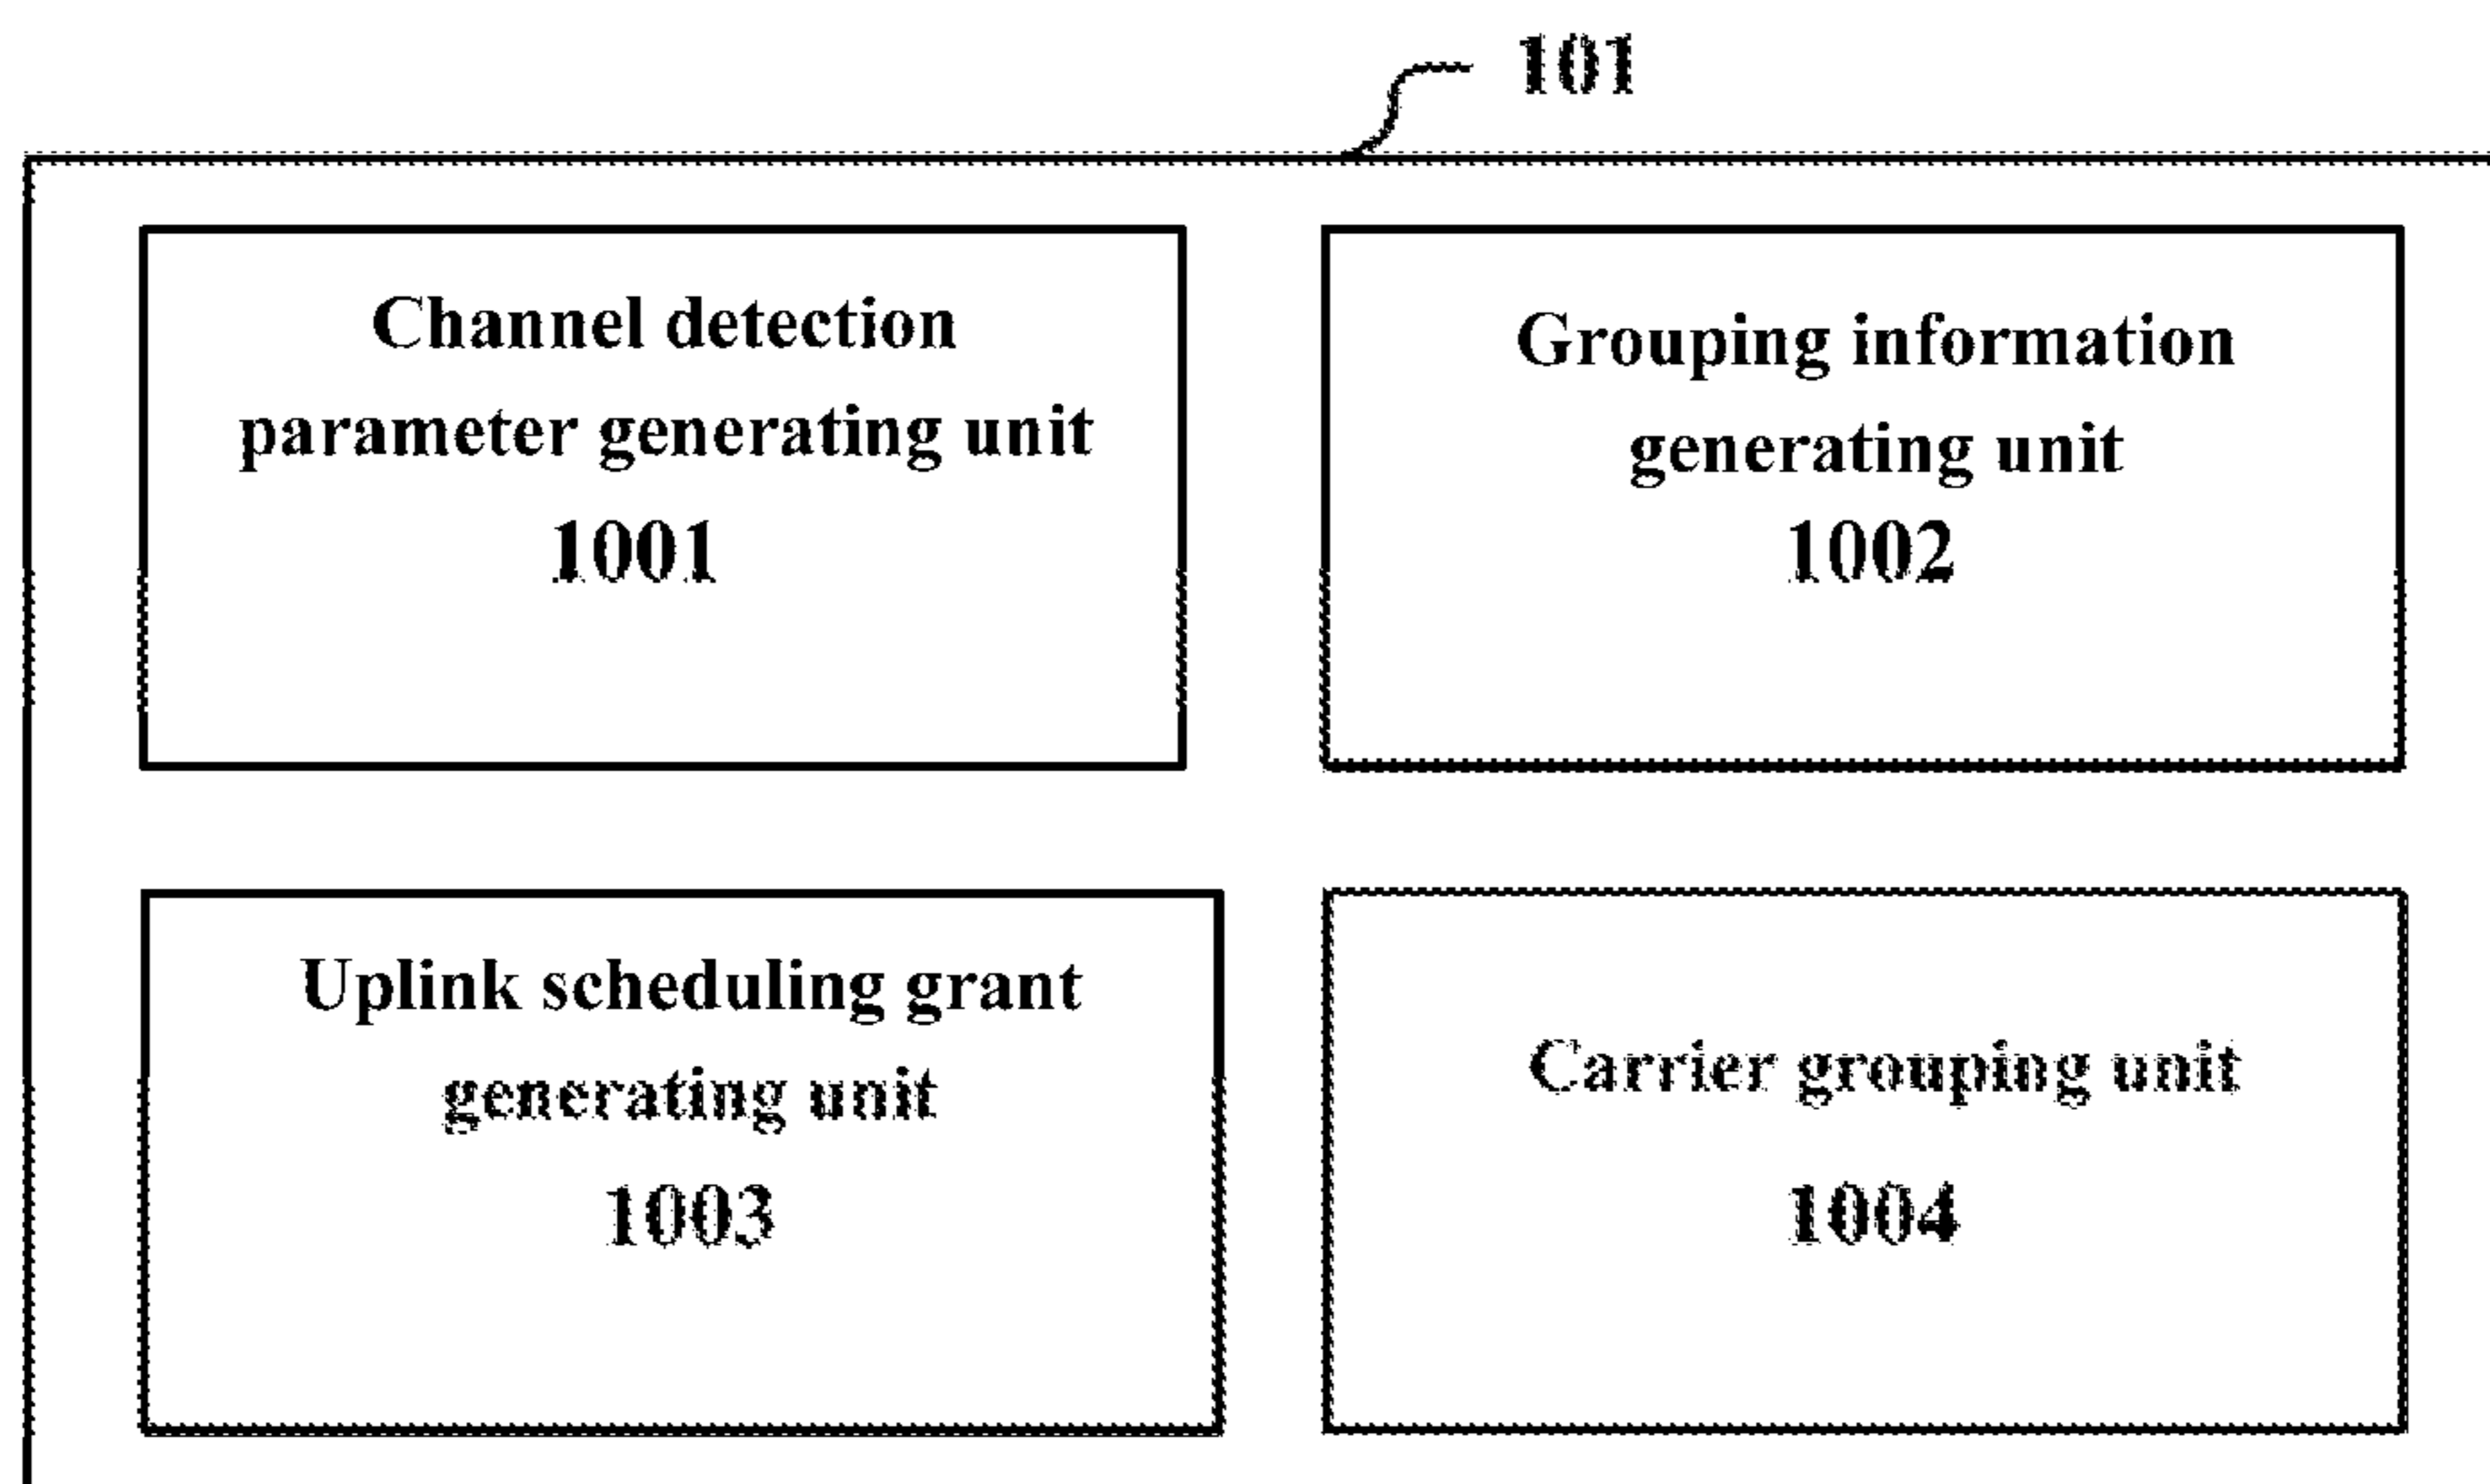 101
Channel detection
parameter generating unit
1001
Grouping information
generating unit
1002
Uplink scheduling grant
generating unit
1003
Carrier grouping unit
1004